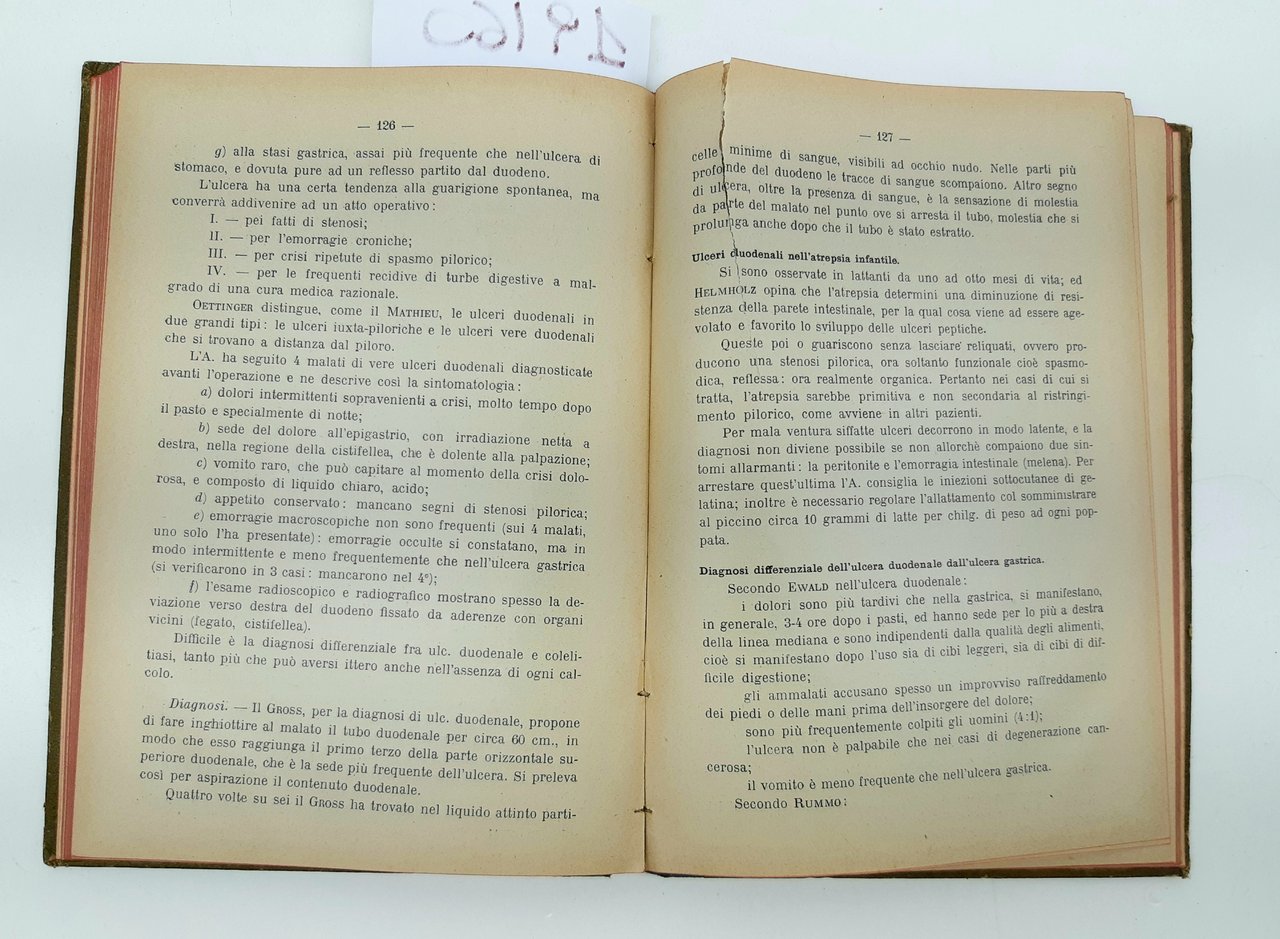 19160
— 126 —
g) alla stasi gastrica, assai più frequente che nell'ulcera di
stomaco, e dovuta pure ad un reflesso partito dal duodeno.
L'ulcera ha una certa tendenza alla guarigione spontanea, ma
converrà addivenire ad un atto operativo:
I. — pei fatti di stenosi;
II. — per l'emorragie croniche;
III. — per crisi ripetute di spasmo pilorico;
IV. — per le frequenti recidive di turbe digestive a mal-
grado di una cura medica razionale.
OETTINGER distingue, come il MATHIEU, le ulceri duodenali in
due grandi tipi: le ulceri iuxta-piloriche e le ulceri vere duodenali
che si trovano a distanza dal piloro.
L'A. ha seguito 4 malati di vere ulceri duodenali diagnosticate
avanti l'operazione e ne descrive così la sintomatologia:
a) dolori intermittenti sopravenienti a crisi, molto tempo dopo
il pasto e specialmente di notte;
b) sede del dolore all'epigastrio, con irradiazione netta a
destra, nella regione della cistifellea, che è dolente alla palpazione;
c) vomito raro, che può capitare al momento della crisi dolo-
rosa, e composto di liquido chiaro, acido;
d) appetito conservato: mancano segni di stenosi pilorica;
e) emorragie macroscopiche non sono frequenti (sui 4 malati,
uno solo l'ha presentate): emorragie occulte si constatano, ma in
modo intermittente e meno frequentemente che nell'ulcera gastrica
(si verificarono in 3 casi: mancarono nel 4°);
f) l'esame radioscopico e radiografico mostrano spesso la de-
viazione verso destra del duodeno fissato da aderenze con organi
vicini (fegato, cistifellea).
Difficile è la diagnosi differenziale fra ulc. duodenale e coleli-
tiasi, tanto più che può aversi ittero anche nell'assenza di ogni cal-
colo.
Diagnosi. — Il GROSS, per la diagnosi di ulc. duodenale, propone
di fare inghiottire al malato il tubo duodenale per circa 60 cm., in
modo che esso raggiunga il primo terzo della parte orizzontale su-
periore duodenale, che è la sede più frequente dell'ulcera. Si preleva
così per aspirazione il contenuto duodenale.
Quattro volte su sei il GROSS ha trovato nel liquido attinto parti-
— 127 —
celle minime di sangue, visibili ad occhio nudo. Nelle parti più
profonde del duodeno le tracce di sangue scompaiono. Altro segno
di ulcera, oltre la presenza di sangue, è la sensazione di molestia
da parte del malato nel punto ove si arresta il tubo, molestia che si
prolunga anche dopo che il tubo è stato estratto.
Ulceri duodenali nell'atrepsia infantile.
Si sono osservate in lattanti da uno ad otto mesi di vita; ed
HELMHOLZ opina che l'atrepsia determini una diminuzione di resi-
stenza della parete intestinale, per la qual cosa viene ad essere age-
volato e favorito lo sviluppo delle ulceri peptiche.
Queste poi o guariscono senza lasciare reliquati, ovvero pro-
ducono una stenosi pilorica, ora soltanto funzionale cioè spasmo-
dica, reflessa: ora realmente organica. Pertanto nei casi di cui si
tratta, l'atrepsia sarebbe primitiva e non secondaria al ristringi-
mento pilorico, come avviene in altri pazienti.
Per mala ventura siffatte ulceri decorrono in modo latente, e la
diagnosi non diviene possibile se non allorchè compaiono due sin-
tomi allarmanti: la peritonite e l'emorragia intestinale (melena). Per
arrestare quest'ultima l'A. consiglia le iniezioni sottocutanee di ge-
latina; inoltre è necessario regolare l'allattamento col somministrare
al piccino circa 10 grammi di latte per chilg. di peso ad ogni pop-
pata.
Diagnosi differenziale dell'ulcera duodenale dall'ulcera gastrica.
Secondo EWALD nell'ulcera duodenale:
i dolori sono più tardivi che nella gastrica, si manifestano,
in generale, 3-4 ore dopo i pasti, ed hanno sede per lo più a destra
della linea mediana e sono indipendenti dalla qualità degli alimenti,
cioè si manifestano dopo l'uso sia di cibi leggeri, sia di cibi di dif-
ficile digestione;
gli ammalati accusano spesso un improvviso raffreddamento
dei piedi o delle mani prima dell'insorgere del dolore;
sono più frequentemente colpiti gli uomini (4:1);
l'ulcera non è palpabile che nei casi di degenerazione can-
cerosa;
il vomito è meno frequente che nell'ulcera gastrica.
Secondo RUMMO: